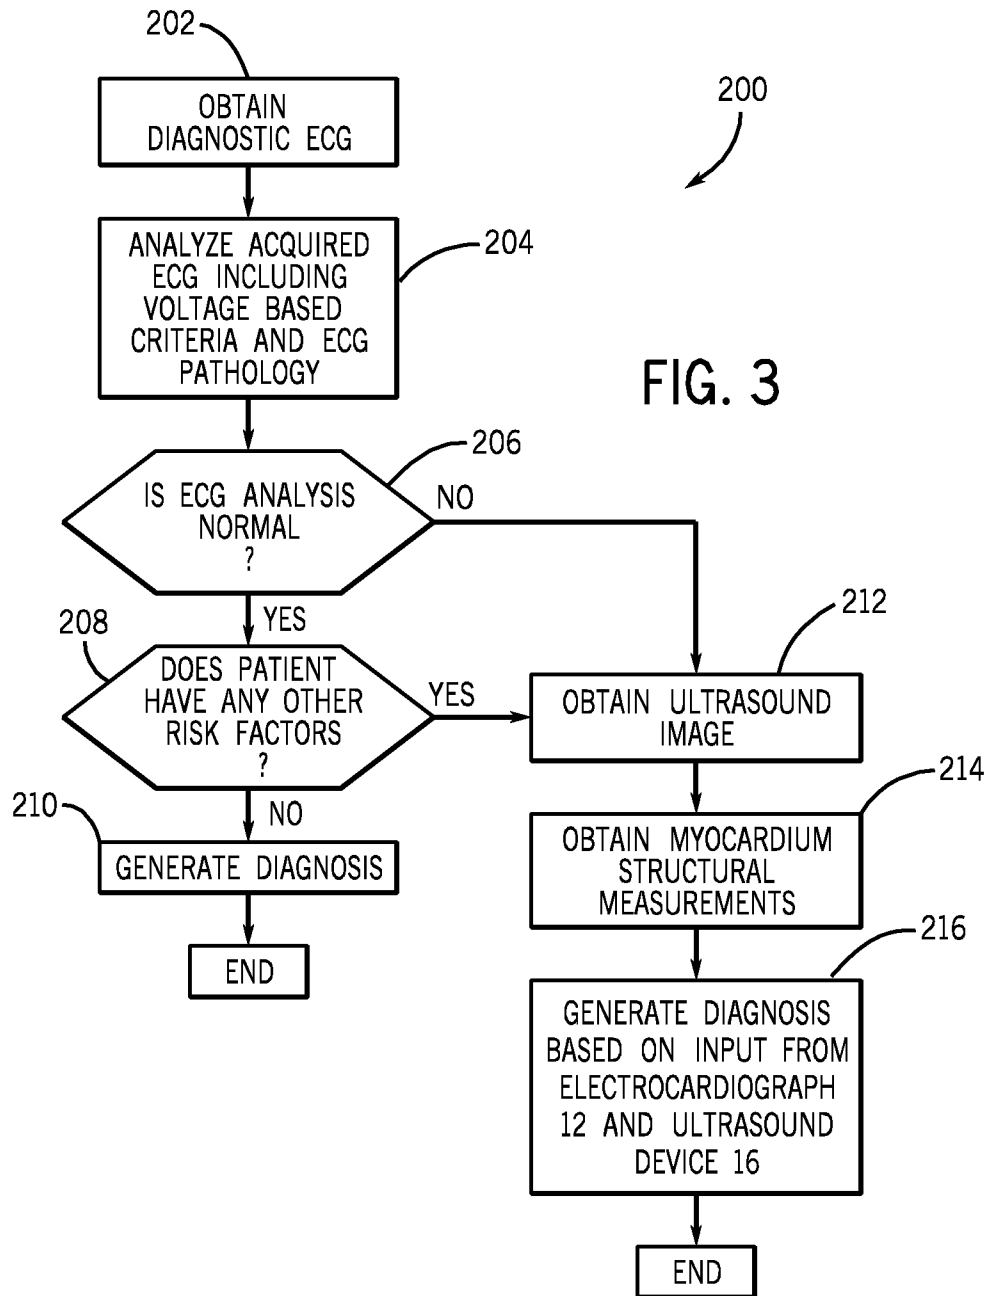 202
OBTAIN
DIAGNOSTIC ECG
200
ANALYZE ACQUIRED
ECG INCLUDING
VOLTAGE BASED
CRITERIA AND ECG
PATHOLOGY
204
FIG. 3
206
IS ECG ANALYSIS
NORMAL
?
NO
YES
208
DOES PATIENT
HAVE ANY OTHER
RISK FACTORS
?
YES
NO
210
GENERATE DIAGNOSIS
END
212
OBTAIN ULTRASOUND
IMAGE
214
OBTAIN MYOCARDIUM
STRUCTURAL
MEASUREMENTS
216
GENERATE DIAGNOSIS
BASED ON INPUT FROM
ELECTROCARDIOGRAPH
12 AND ULTRASOUND
DEVICE 16
END